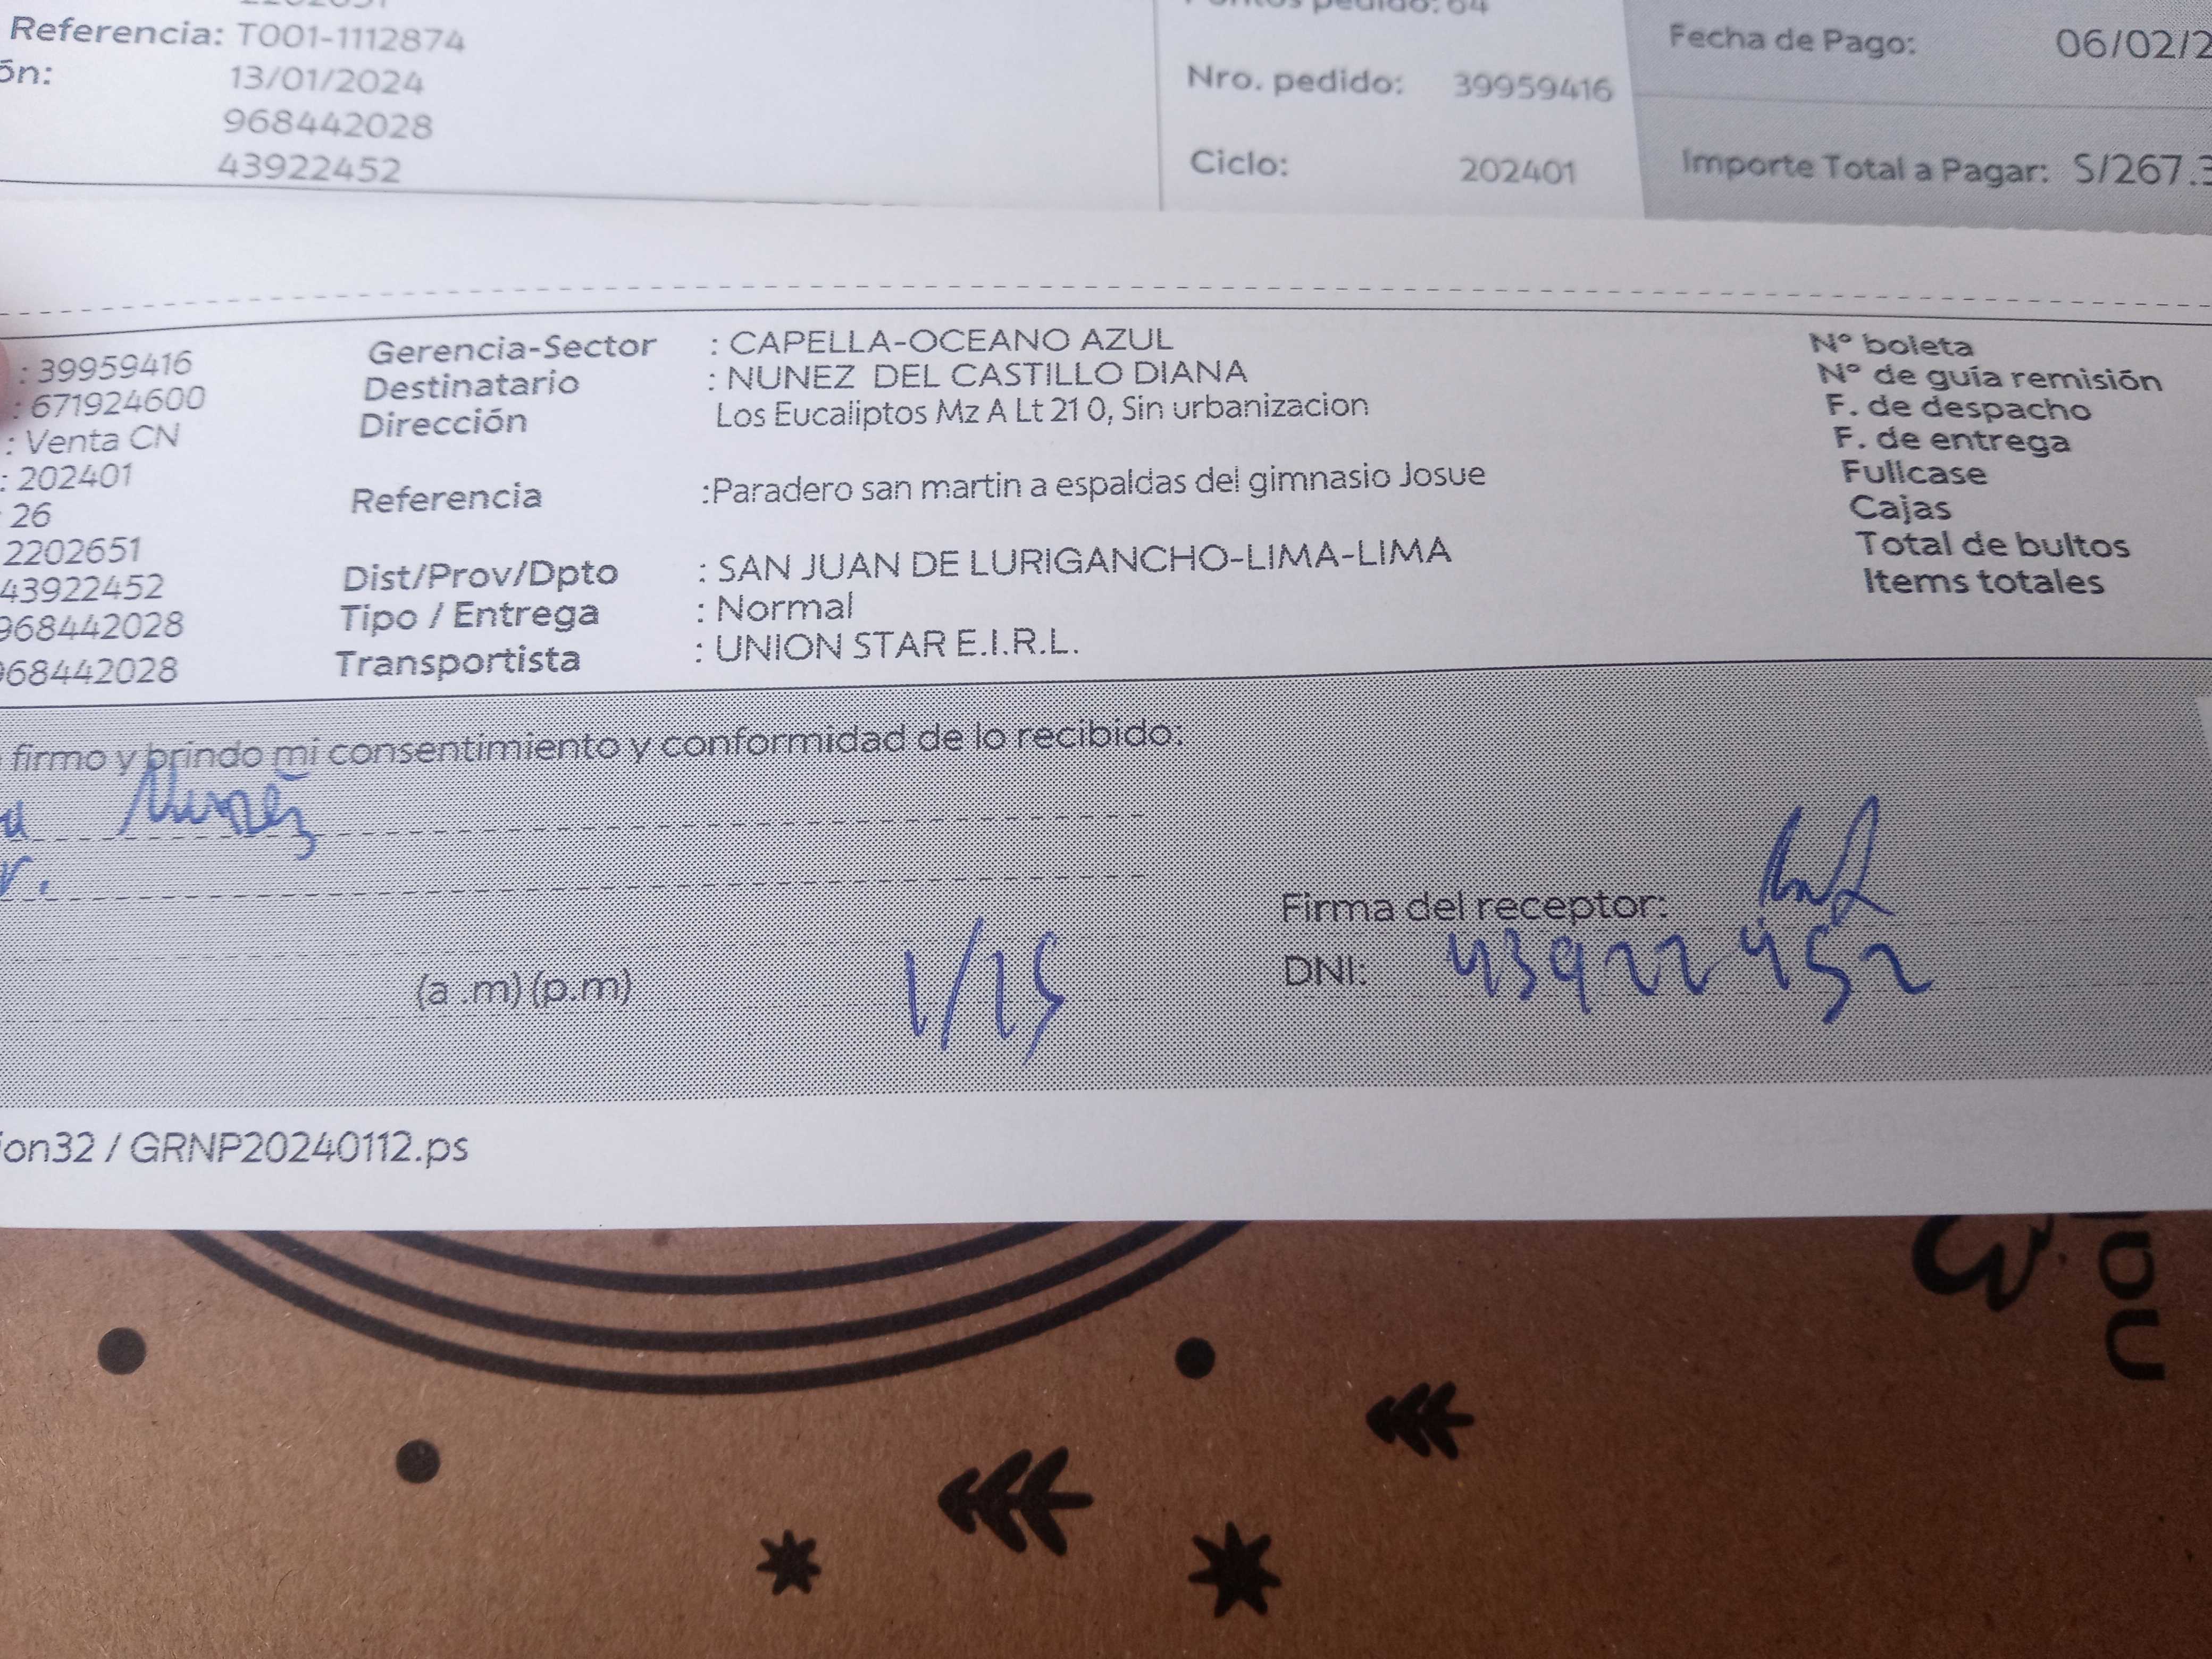 Referencia: T001-1112874
ón: 13/01/2024
968442028
43922452
Nro. pedido: 39959416
Ciclo: 202401
Fecha de Pago: 06/02/2
Importe Total a Pagar: S/267.3
: 39959416
: 671924600
: Venta CN
: 202401
: 26
2202651
43922452
968442028
968442028
Gerencia-Sector : CAPELLA-OCEANO AZUL
Destinatario : NUNEZ DEL CASTILLO DIANA
Dirección Los Eucaliptos Mz A Lt 21 0, Sin urbanizacion
Referencia :Paradero san martin a espaldas del gimnasio Josue
Dist/Prov/Dpto : SAN JUAN DE LURIGANCHO-LIMA-LIMA
Tipo / Entrega : Normal
Transportista : UNION STAR E.I.R.L.
Nº boleta
Nº de guía remisión
F. de despacho
F. de entrega
Fullcase
Cajas
Total de bultos
Items totales
firmo y brindo mi consentimiento y conformidad de lo recibido:
Nuñez
Firma del receptor:
(a .m) (p.m) 1/15
DNI: 43922452
ion32 / GRNP20240112.ps